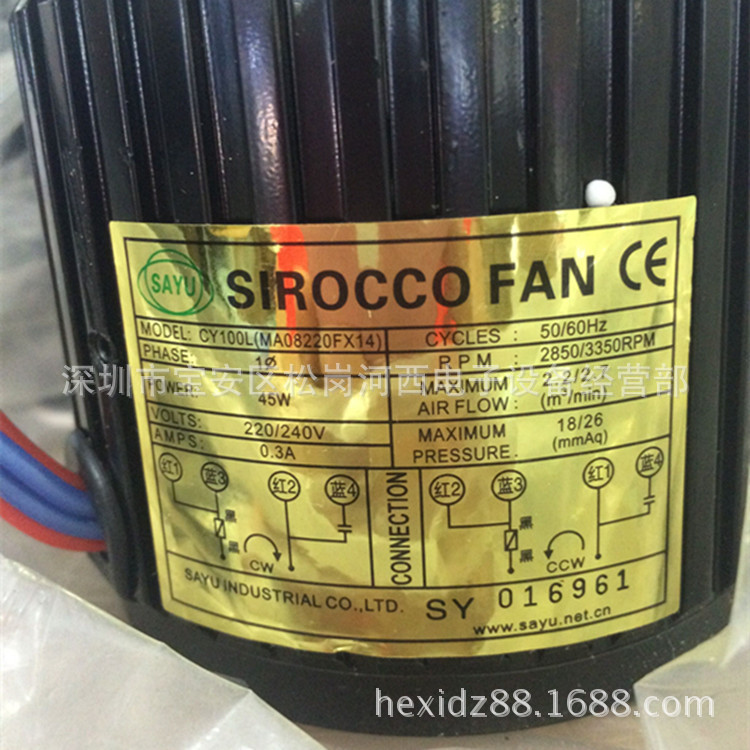 SAYU SIROCCO FAN CE
MODEL: CY100L(MA08220FX14)
PHASE: 1Ø
POWER: 45W
VOLTS: 220/240V
AMPS: 0.3A
CYCLES : 50/60Hz
R.P.M : 2850/3350RPM
MAXIMUM
AIR FLOW : (m³/min)
MAXIMUM 18/26
PRESSURE : (mmAq)
深圳市宝安区松岗河西电子设备经营部
红1 蓝3 红2 蓝4
黑
黑
CW
CONNECTION
红2 蓝3 红1 蓝4
黑
黑
CCW
SAYU INDUSTRIAL CO.,LTD. SY 016961
www.sayu.net.cn
hexidz88.1688.com